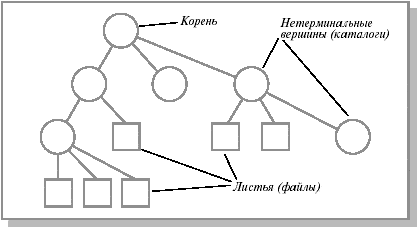 Корень
Нетерминальные
вершины (каталоги)
Листья (файлы)